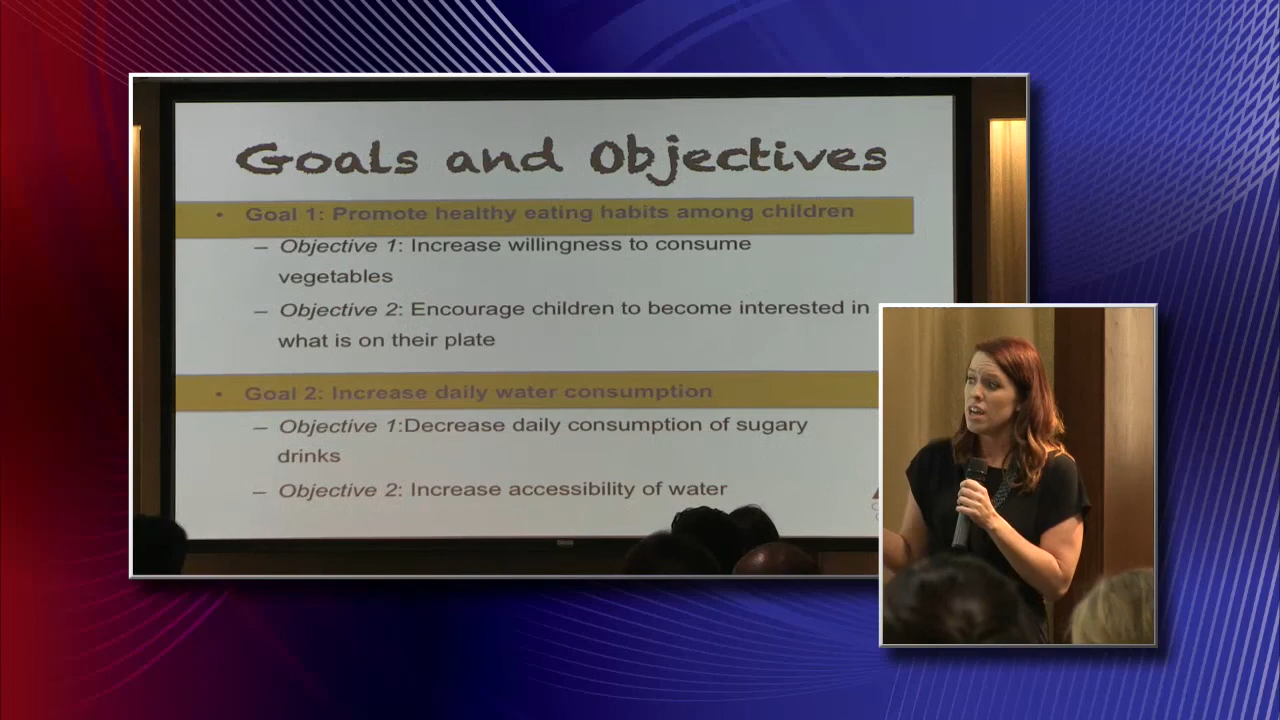 Goals and Objectives
• Goal 1: Promote healthy eating habits among children
– Objective 1: Increase willingness to consume
vegetables
– Objective 2: Encourage children to become interested in
what is on their plate
• Goal 2: Increase daily water consumption
– Objective 1:Decrease daily consumption of sugary
drinks
– Objective 2: Increase accessibility of water